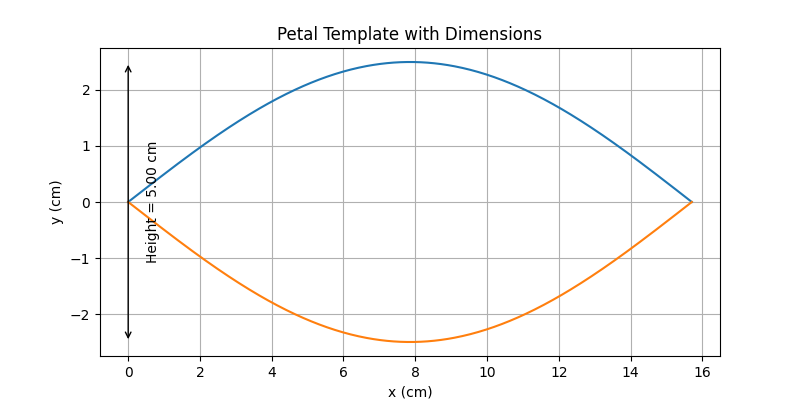 Petal Template with Dimensions
y (cm)
2
1
0
−1
−2
Height = 5.00 cm
0 2 4 6 8 10 12 14 16
x (cm)